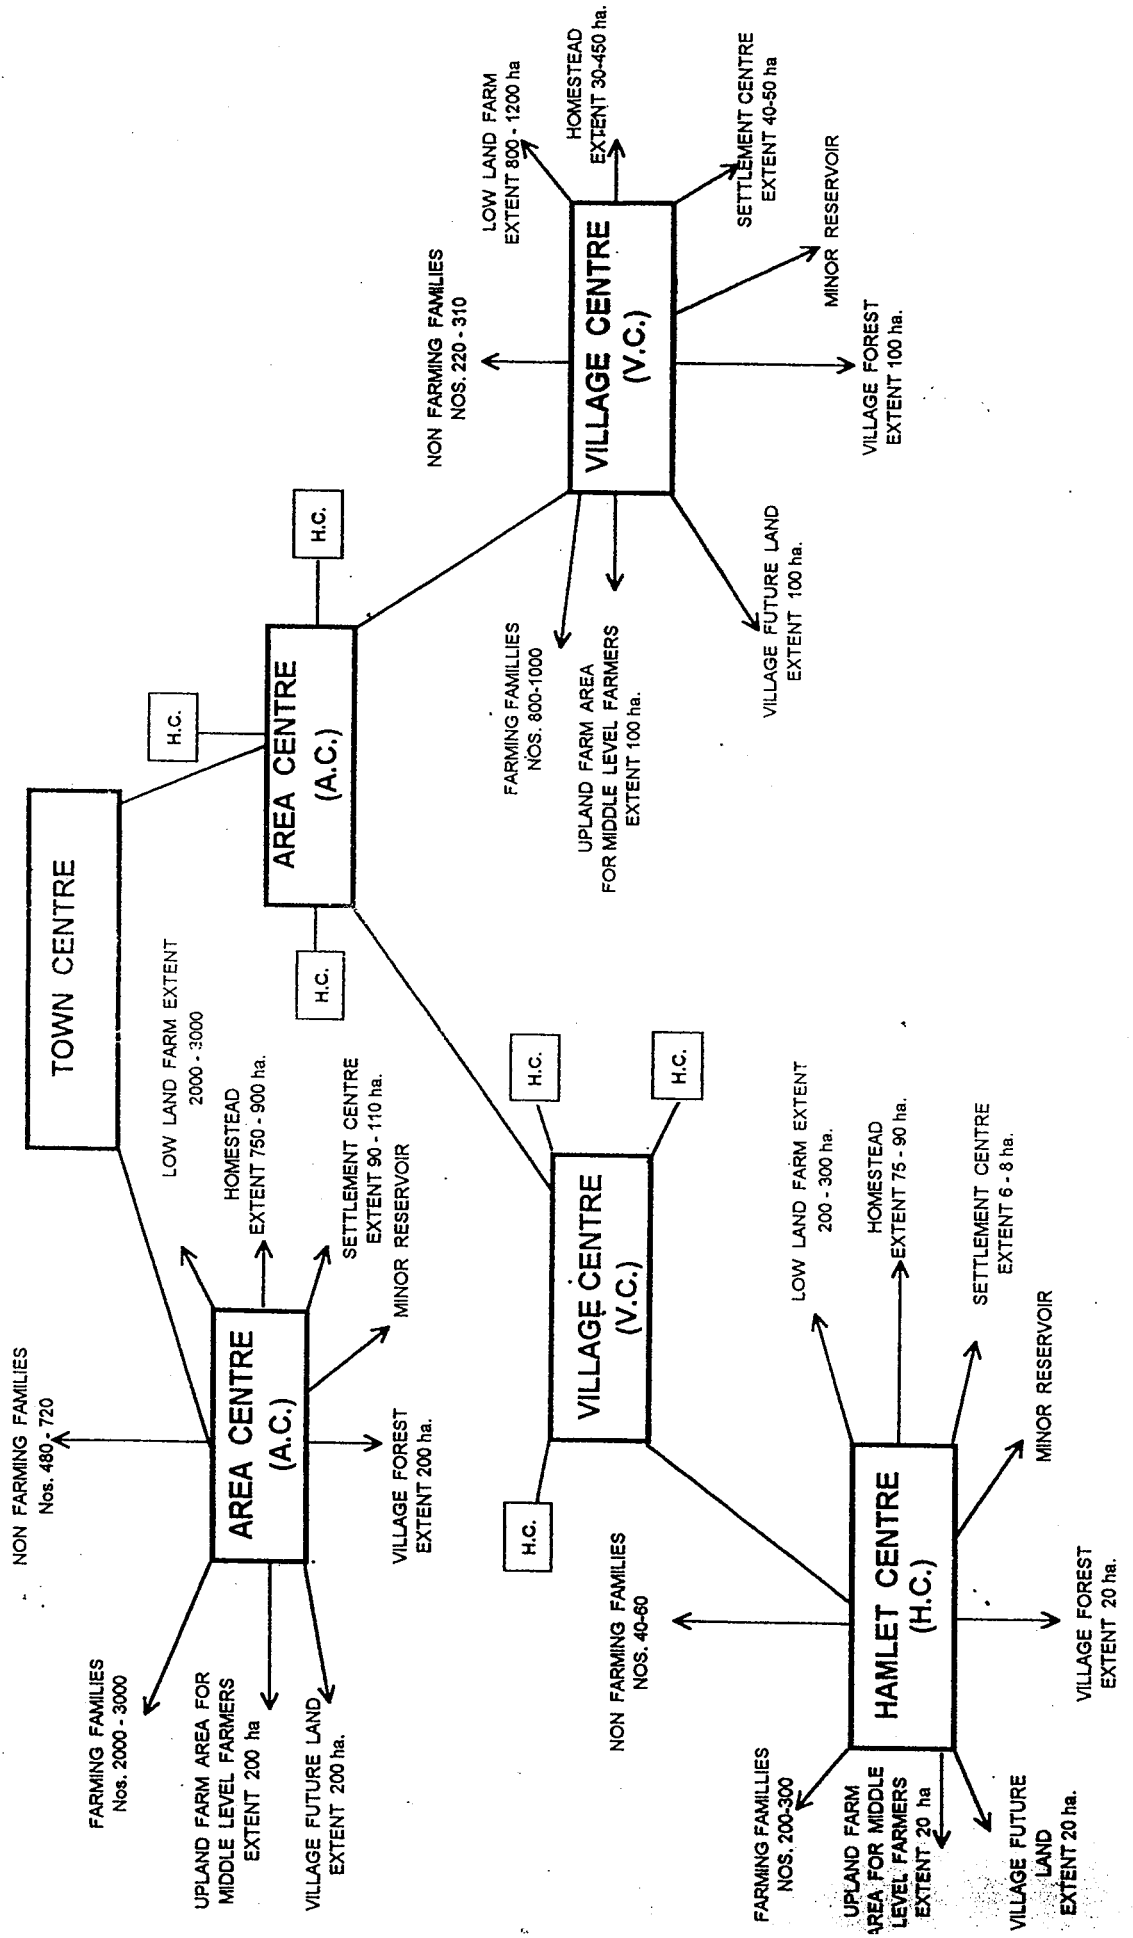 TOWN CENTRE
NON FARMING FAMILIES
Nos. 480 - 720
FARMING FAMILIES
Nos. 2000 - 3000
UPLAND FARM AREA FOR
MIDDLE LEVEL FARMERS
EXTENT 200 ha
VILLAGE FUTURE LAND
EXTENT 200 ha.
AREA CENTRE
(A.C.)
LOW LAND FARM EXTENT
2000 - 3000
HOMESTEAD
EXTENT 750 - 900 ha.
SETTLEMENT CENTRE
EXTENT 90 - 110 ha.
MINOR RESERVOIR
VILLAGE FOREST
EXTENT 200 ha.
H.C.
AREA CENTRE
(A.C.)
H.C.
H.C.
NON FARMING FAMILIES
NOS. 220 - 310
LOW LAND FARM
EXTENT 800 - 1200 ha
HOMESTEAD
EXTENT 30-450 ha.
SETTLEMENT CENTRE
EXTENT 40-50 ha
VILLAGE CENTRE
(V.C.)
MINOR RESERVOIR
VILLAGE FOREST
EXTENT 100 ha.
FARMING FAMILLIES
NOS. 800-1000
UPLAND FARM AREA
FOR MIDDLE LEVEL FARMERS
EXTENT 100 ha.
VILLAGE FUTURE LAND
EXTENT 100 ha.
H.C.
H.C.
H.C.
VILLAGE CENTRE
(V.C.)
NON FARMING FAMILIES
NOS. 40-60
FARMING FAMILLIES
NOS. 200-300
UPLAND FARM
AREA FOR MIDDLE
LEVEL FARMERS
EXTENT 20 ha
VILLAGE FUTURE
LAND
EXTENT 20 ha.
HAMLET CENTRE
(H.C.)
LOW LAND FARM EXTENT
200 - 300 ha.
HOMESTEAD
EXTENT 75 - 90 ha.
SETTLEMENT CENTRE
EXTENT 6 - 8 ha.
MINOR RESERVOIR
VILLAGE FOREST
EXTENT 20 ha.